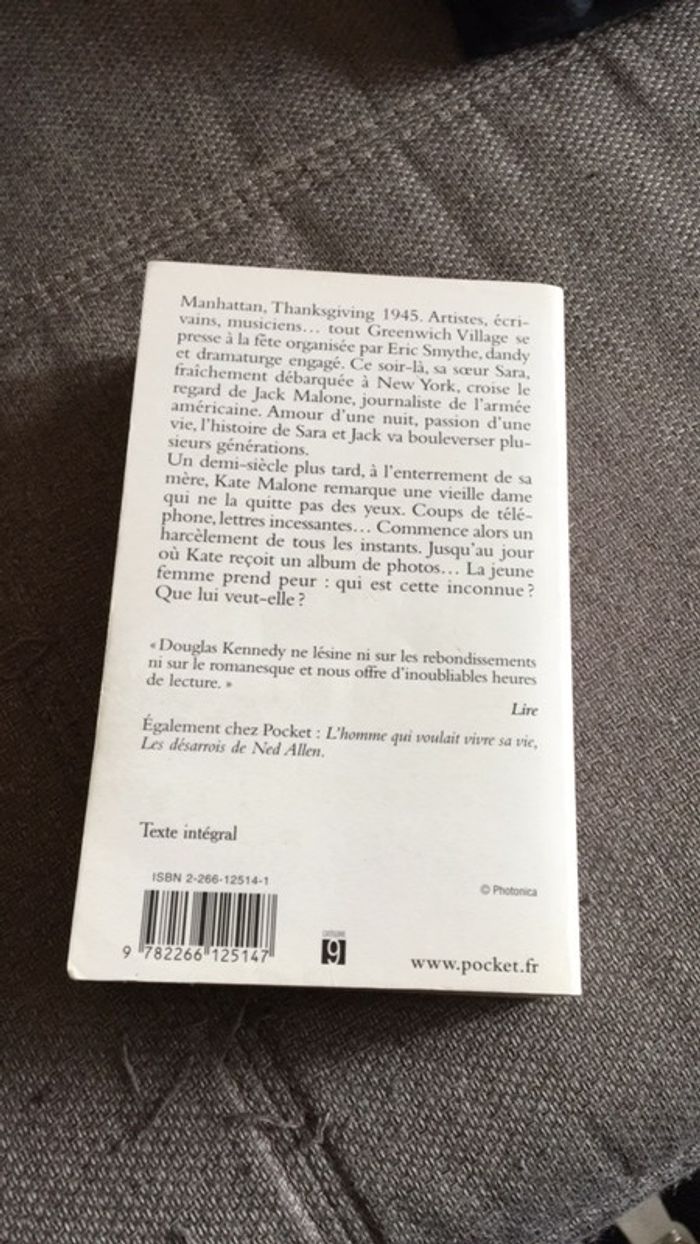 Manhattan, Thanksgiving 1945. Artistes, écri-
vains, musiciens... tout Greenwich Village se
presse à la fête organisée par Eric Smythe, dandy
et dramaturge engagé. Ce soir-là, sa sœur Sara,
fraîchement débarquée à New York, croise le
regard de Jack Malone, journaliste de l'armée
américaine. Amour d'une nuit, passion d'une
vie, l'histoire de Sara et Jack va bouleverser plu-
sieurs générations.
Un demi-siècle plus tard, à l'enterrement de sa
mère, Kate Malone remarque une vieille dame
qui ne la quitte pas des yeux. Coups de télé-
phone, lettres incessantes... Commence alors un
harcèlement de tous les instants. Jusqu'au jour
où Kate reçoit un album de photos... La jeune
femme prend peur : qui est cette inconnue ?
Que lui veut-elle ?
« Douglas Kennedy ne lésine ni sur les rebondissements
ni sur le romanesque et nous offre d'inoubliables heures
de lecture. »
Lire
Également chez Pocket : L'homme qui voulait vivre sa vie,
Les désarrois de Ned Allen.
Texte intégral
ISBN 2-266-12514-1
© Photonica
9 782266 125147
CATÉGORIE
9
www.pocket.fr